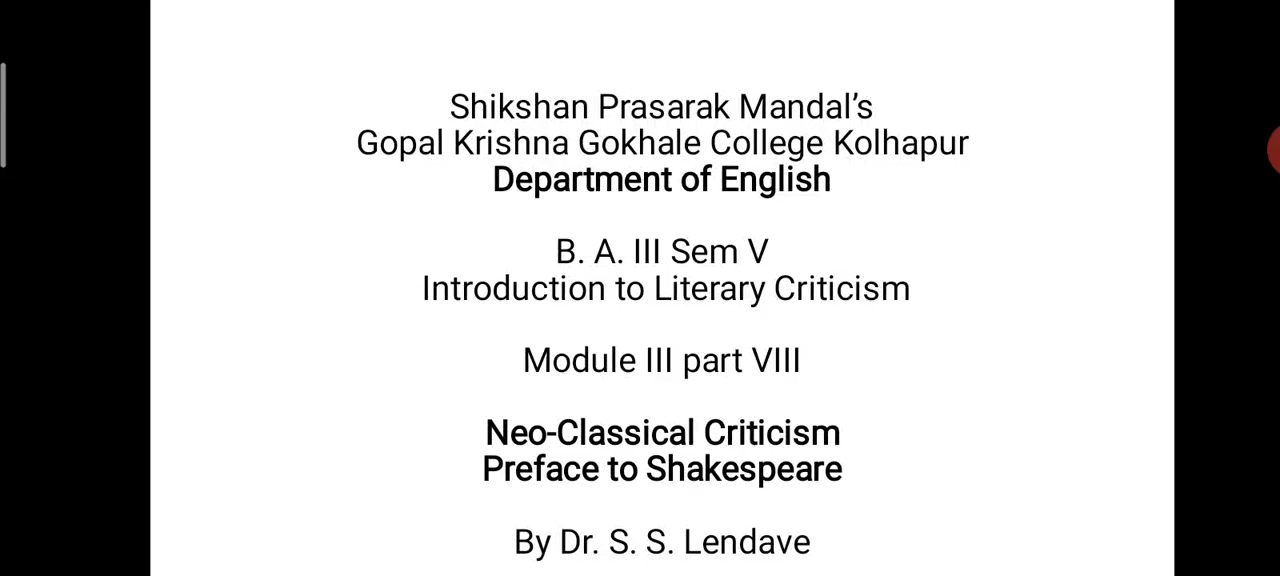 Shikshan Prasarak Mandal’s
Gopal Krishna Gokhale College Kolhapur
Department of English
B. A. III Sem V
Introduction to Literary Criticism
Module III part VIII
Neo-Classical Criticism
Preface to Shakespeare
By Dr. S. S. Lendave